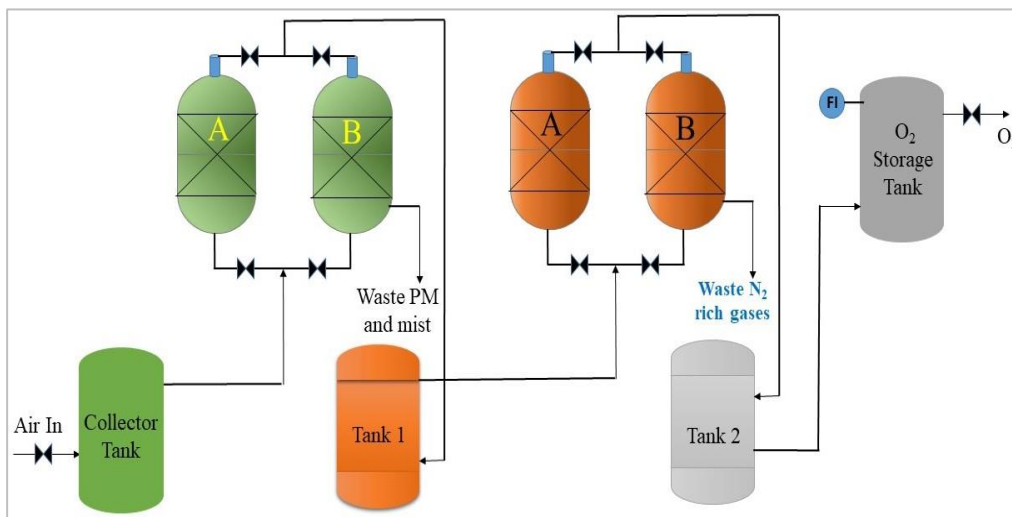 A
B
A
B
FI
O2
Storage
Tank
O
Waste PM
and mist
Waste N2
rich gases
Air In
Collector
Tank
Tank 1
Tank 2